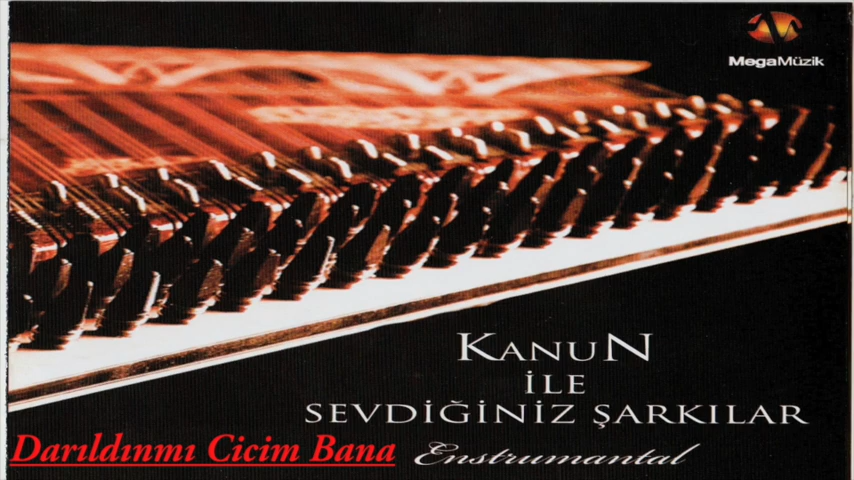 MegaMüzik
KANUN
İLE
SEVDİĞİNİZ ŞARKILAR
Darıldınmı Cicim Bana
Enstrumantal